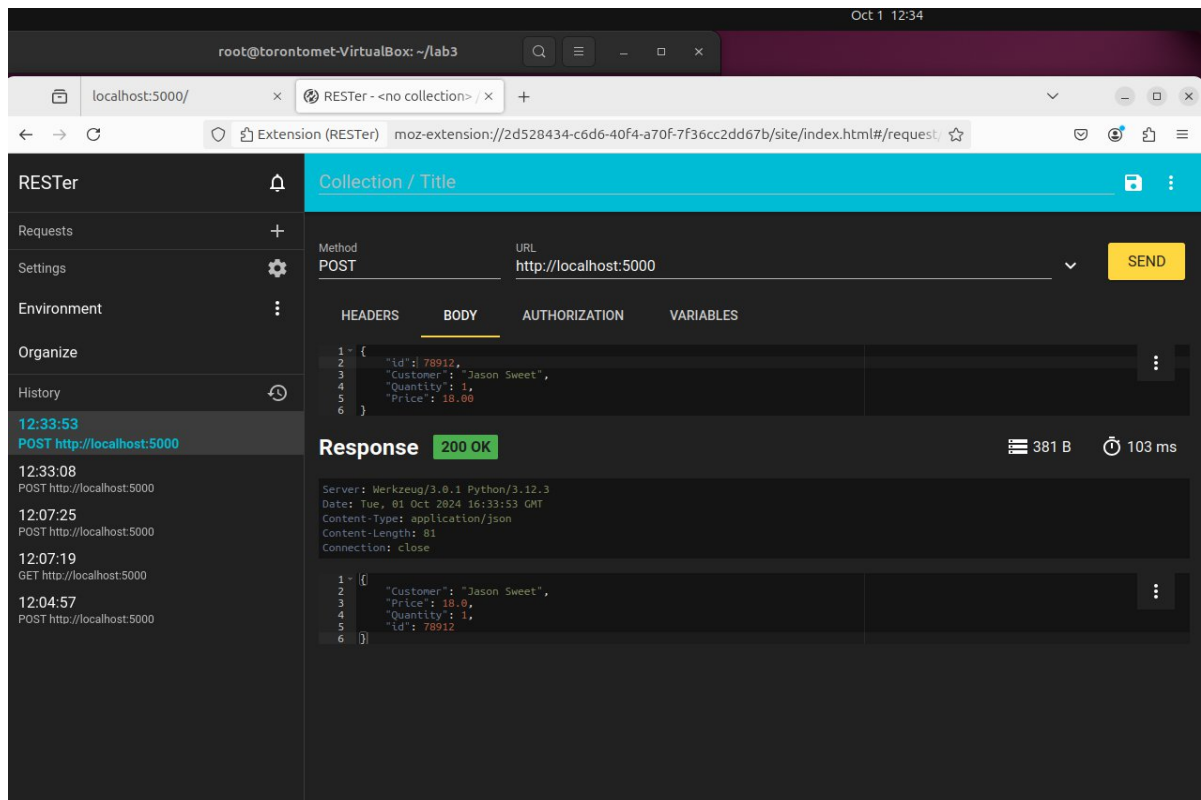 Oct 1 12:34
root@torontomet-VirtualBox: ~/lab3
localhost:5000/
RESTer - <no collection> /
Extension (RESTer) moz-extension://2d528434-c6d6-40f4-a70f-7f36cc2dd67b/site/index.html#/request/
RESTer
Collection / Title
Requests
Settings
Environment
Organize
History
12:33:53
POST http://localhost:5000
12:33:08
POST http://localhost:5000
12:07:25
POST http://localhost:5000
12:07:19
GET http://localhost:5000
12:04:57
POST http://localhost:5000
Method
POST
URL
http://localhost:5000
SEND
HEADERS BODY AUTHORIZATION VARIABLES
1 {
2 "id": 78912,
3 "Customer": "Jason Sweet",
4 "Quantity": 1,
5 "Price": 18.00
6 }
Response 200 OK 381 B 103 ms
Server: Werkzeug/3.0.1 Python/3.12.3
Date: Tue, 01 Oct 2024 16:33:53 GMT
Content-Type: application/json
Content-Length: 81
Connection: close
1 {
2 "Customer": "Jason Sweet",
3 "Price": 18.0,
4 "Quantity": 1,
5 "id": 78912
6 }